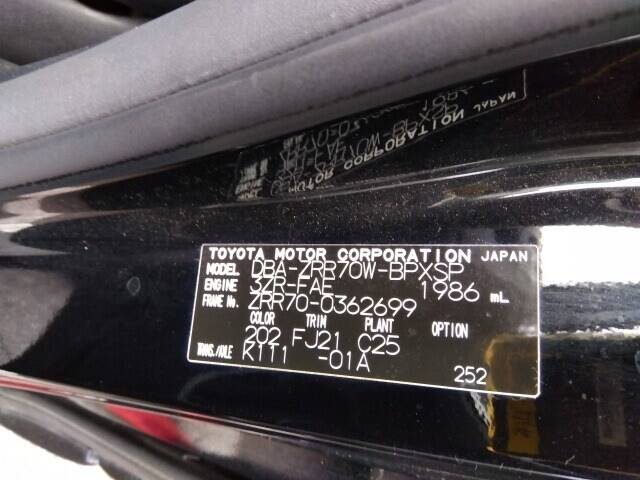 TOYOTA MOTOR CORPORATION JAPAN
MODEL DBA-ZRR70W-BPXSP
ENGINE 3ZR-FAE 1986 mL
FRAME No. ZRR70-0362699
COLOR TRIM PLANT OPTION
202 FJ21 C25
TRANS./AXLE K111 -01A
252